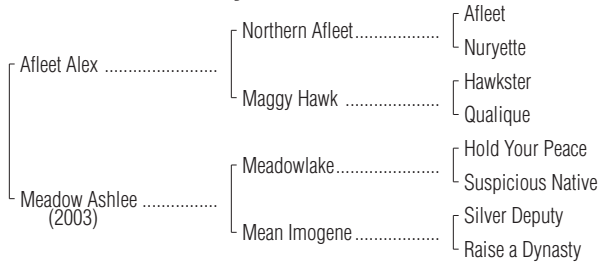 Afleet
Northern Afleet....................
Nuryette
Afleet Alex ........................
Hawkster
Maggy Hawk ......................
Qualique
Hold Your Peace
Meadowlake........................
Suspicious Native
Meadow Ashlee ................
(2003)
Silver Deputy
Mean Imogene....................
Raise a Dynasty